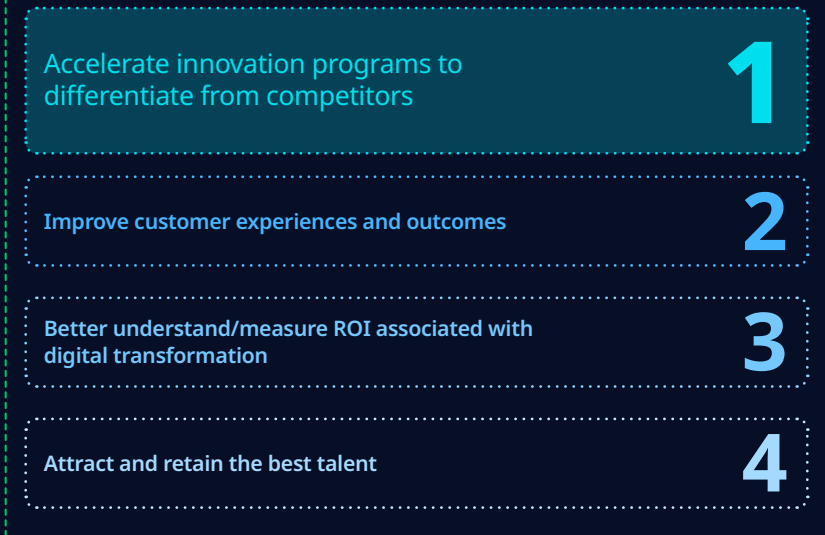 Accelerate innovation programs to
differentiate from competitors
1
Improve customer experiences and outcomes
2
Better understand/measure ROI associated with
digital transformation
3
Attract and retain the best talent
4